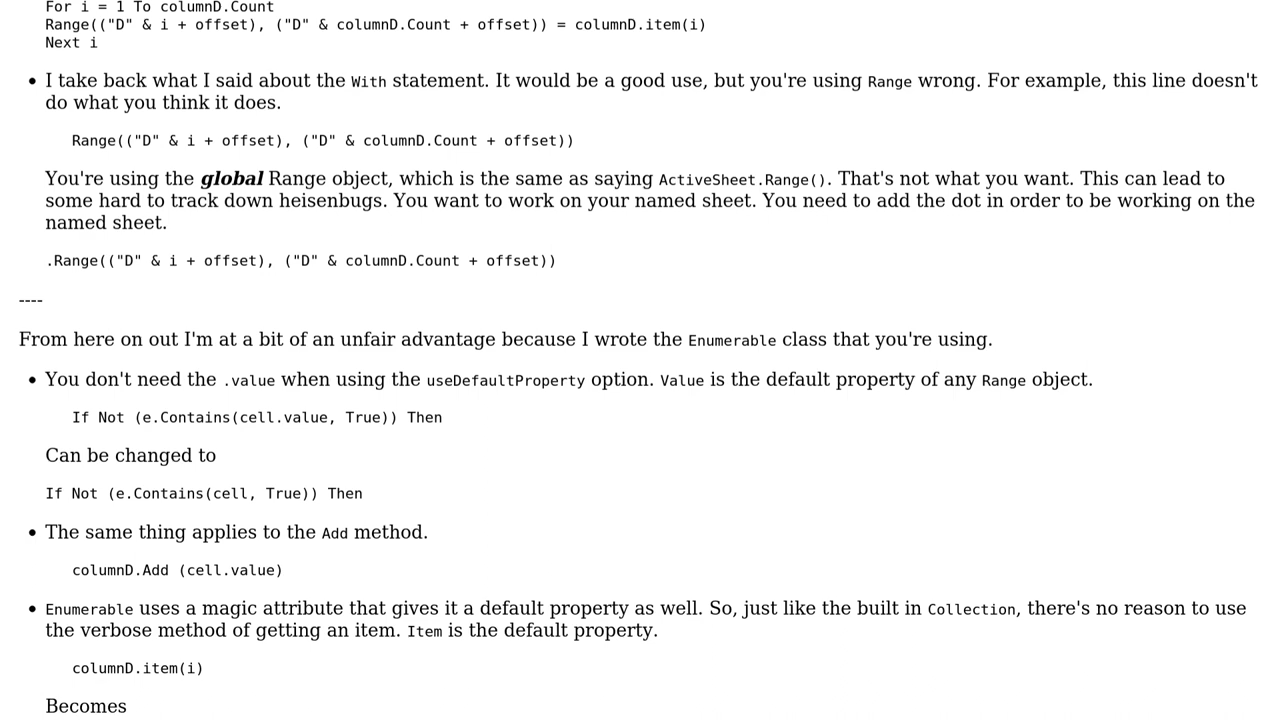 For i = 1 To columnD.Count
Range(("D" & i + offset), ("D" & columnD.Count + offset)) = columnD.item(i)
Next i
• I take back what I said about the With statement. It would be a good use, but you're using Range wrong. For example, this line doesn't
do what you think it does.
Range(("D" & i + offset), ("D" & columnD.Count + offset))
You're using the global Range object, which is the same as saying ActiveSheet.Range(). That's not what you want. This can lead to
some hard to track down heisenbugs. You want to work on your named sheet. You need to add the dot in order to be working on the
named sheet.
.Range(("D" & i + offset), ("D" & columnD.Count + offset))
----
From here on out I'm at a bit of an unfair advantage because I wrote the Enumerable class that you're using.
• You don't need the .value when using the useDefaultProperty option. Value is the default property of any Range object.
If Not (e.Contains(cell.value, True)) Then
Can be changed to
If Not (e.Contains(cell, True)) Then
• The same thing applies to the Add method.
columnD.Add (cell.value)
• Enumerable uses a magic attribute that gives it a default property as well. So, just like the built in Collection, there's no reason to use
the verbose method of getting an item. Item is the default property.
columnD.item(i)
Becomes